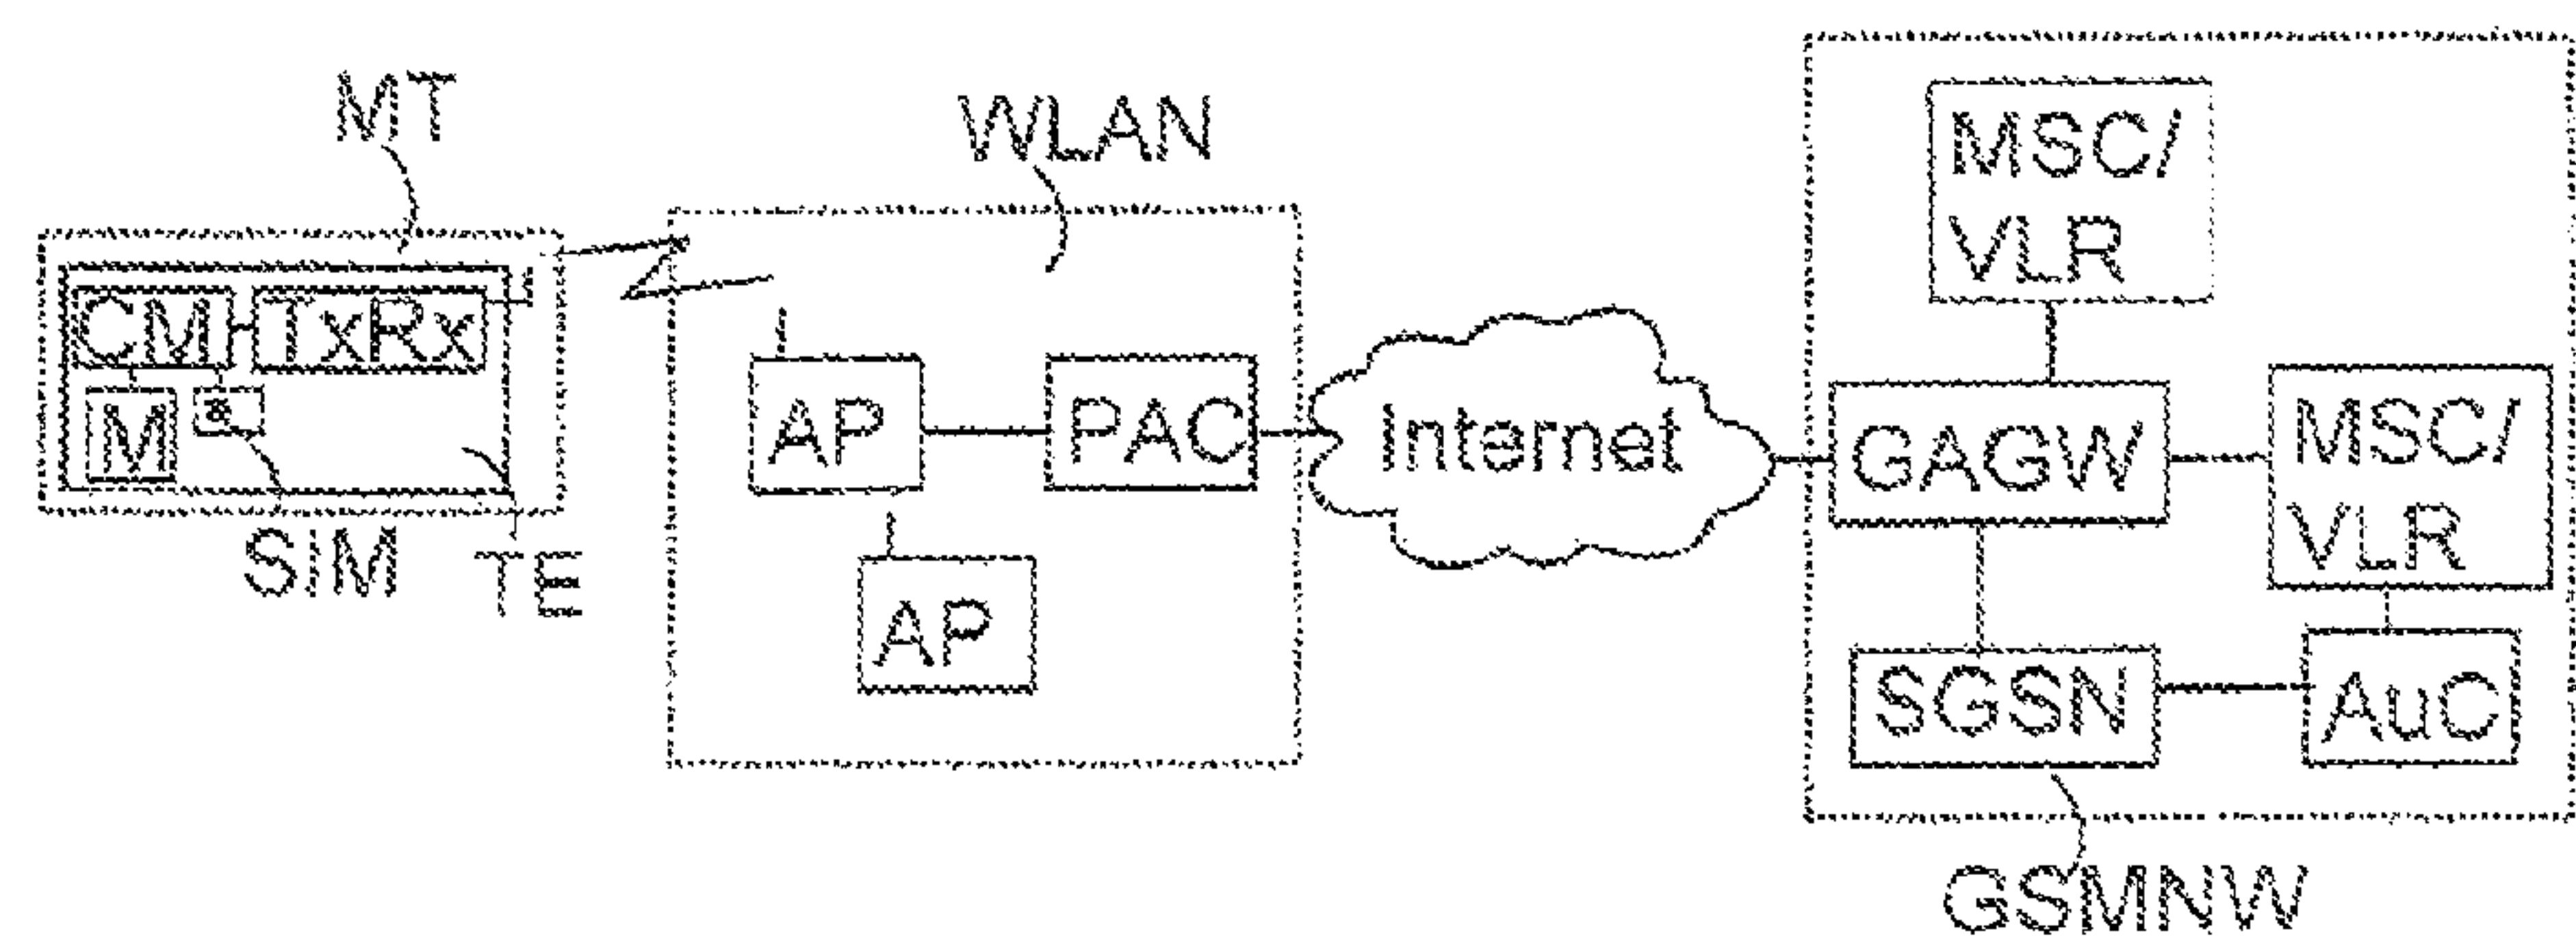 MT
WLAN
MSC/
VLR
CM
TxRx
M
AP
PAC
Internet
GAGW
MSC/
VLR
SIM
TE
AP
SGSN
AuC
GSMNW